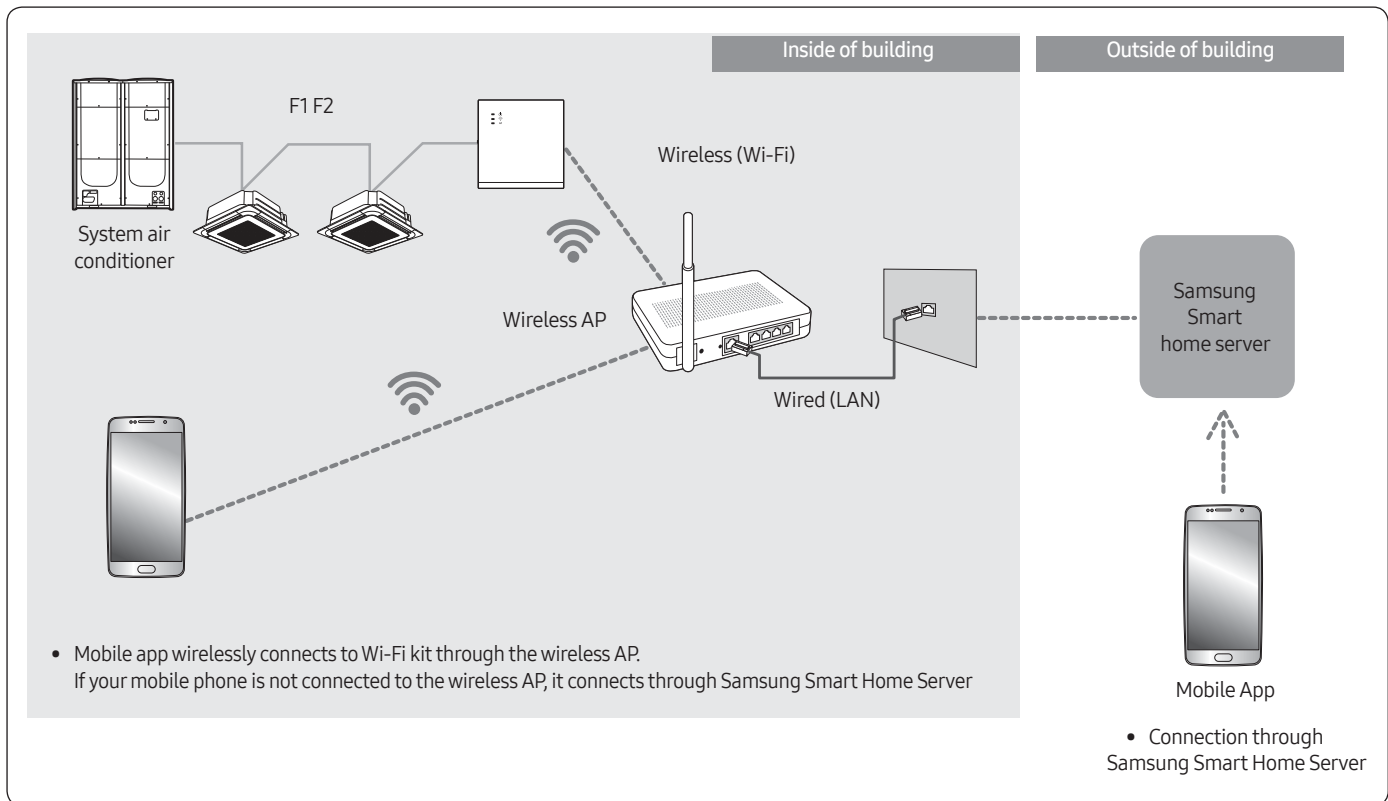 Inside of building
Outside of building
F1 F2
Wireless (Wi-Fi)
System air
conditioner
Wireless AP
Samsung
Smart
home server
Wired (LAN)
• Mobile app wirelessly connects to Wi-Fi kit through the wireless AP.
If your mobile phone is not connected to the wireless AP, it connects through Samsung Smart Home Server
Mobile App
• Connection through
Samsung Smart Home Server